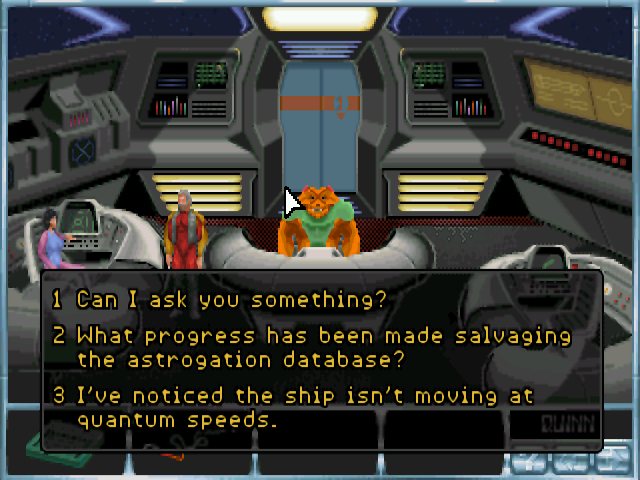 1 Can I ask you something?
2 What progress has been made salvaging
the astrogation database?
3 I've noticed the ship isn't moving at
quantum speeds.
QUINN